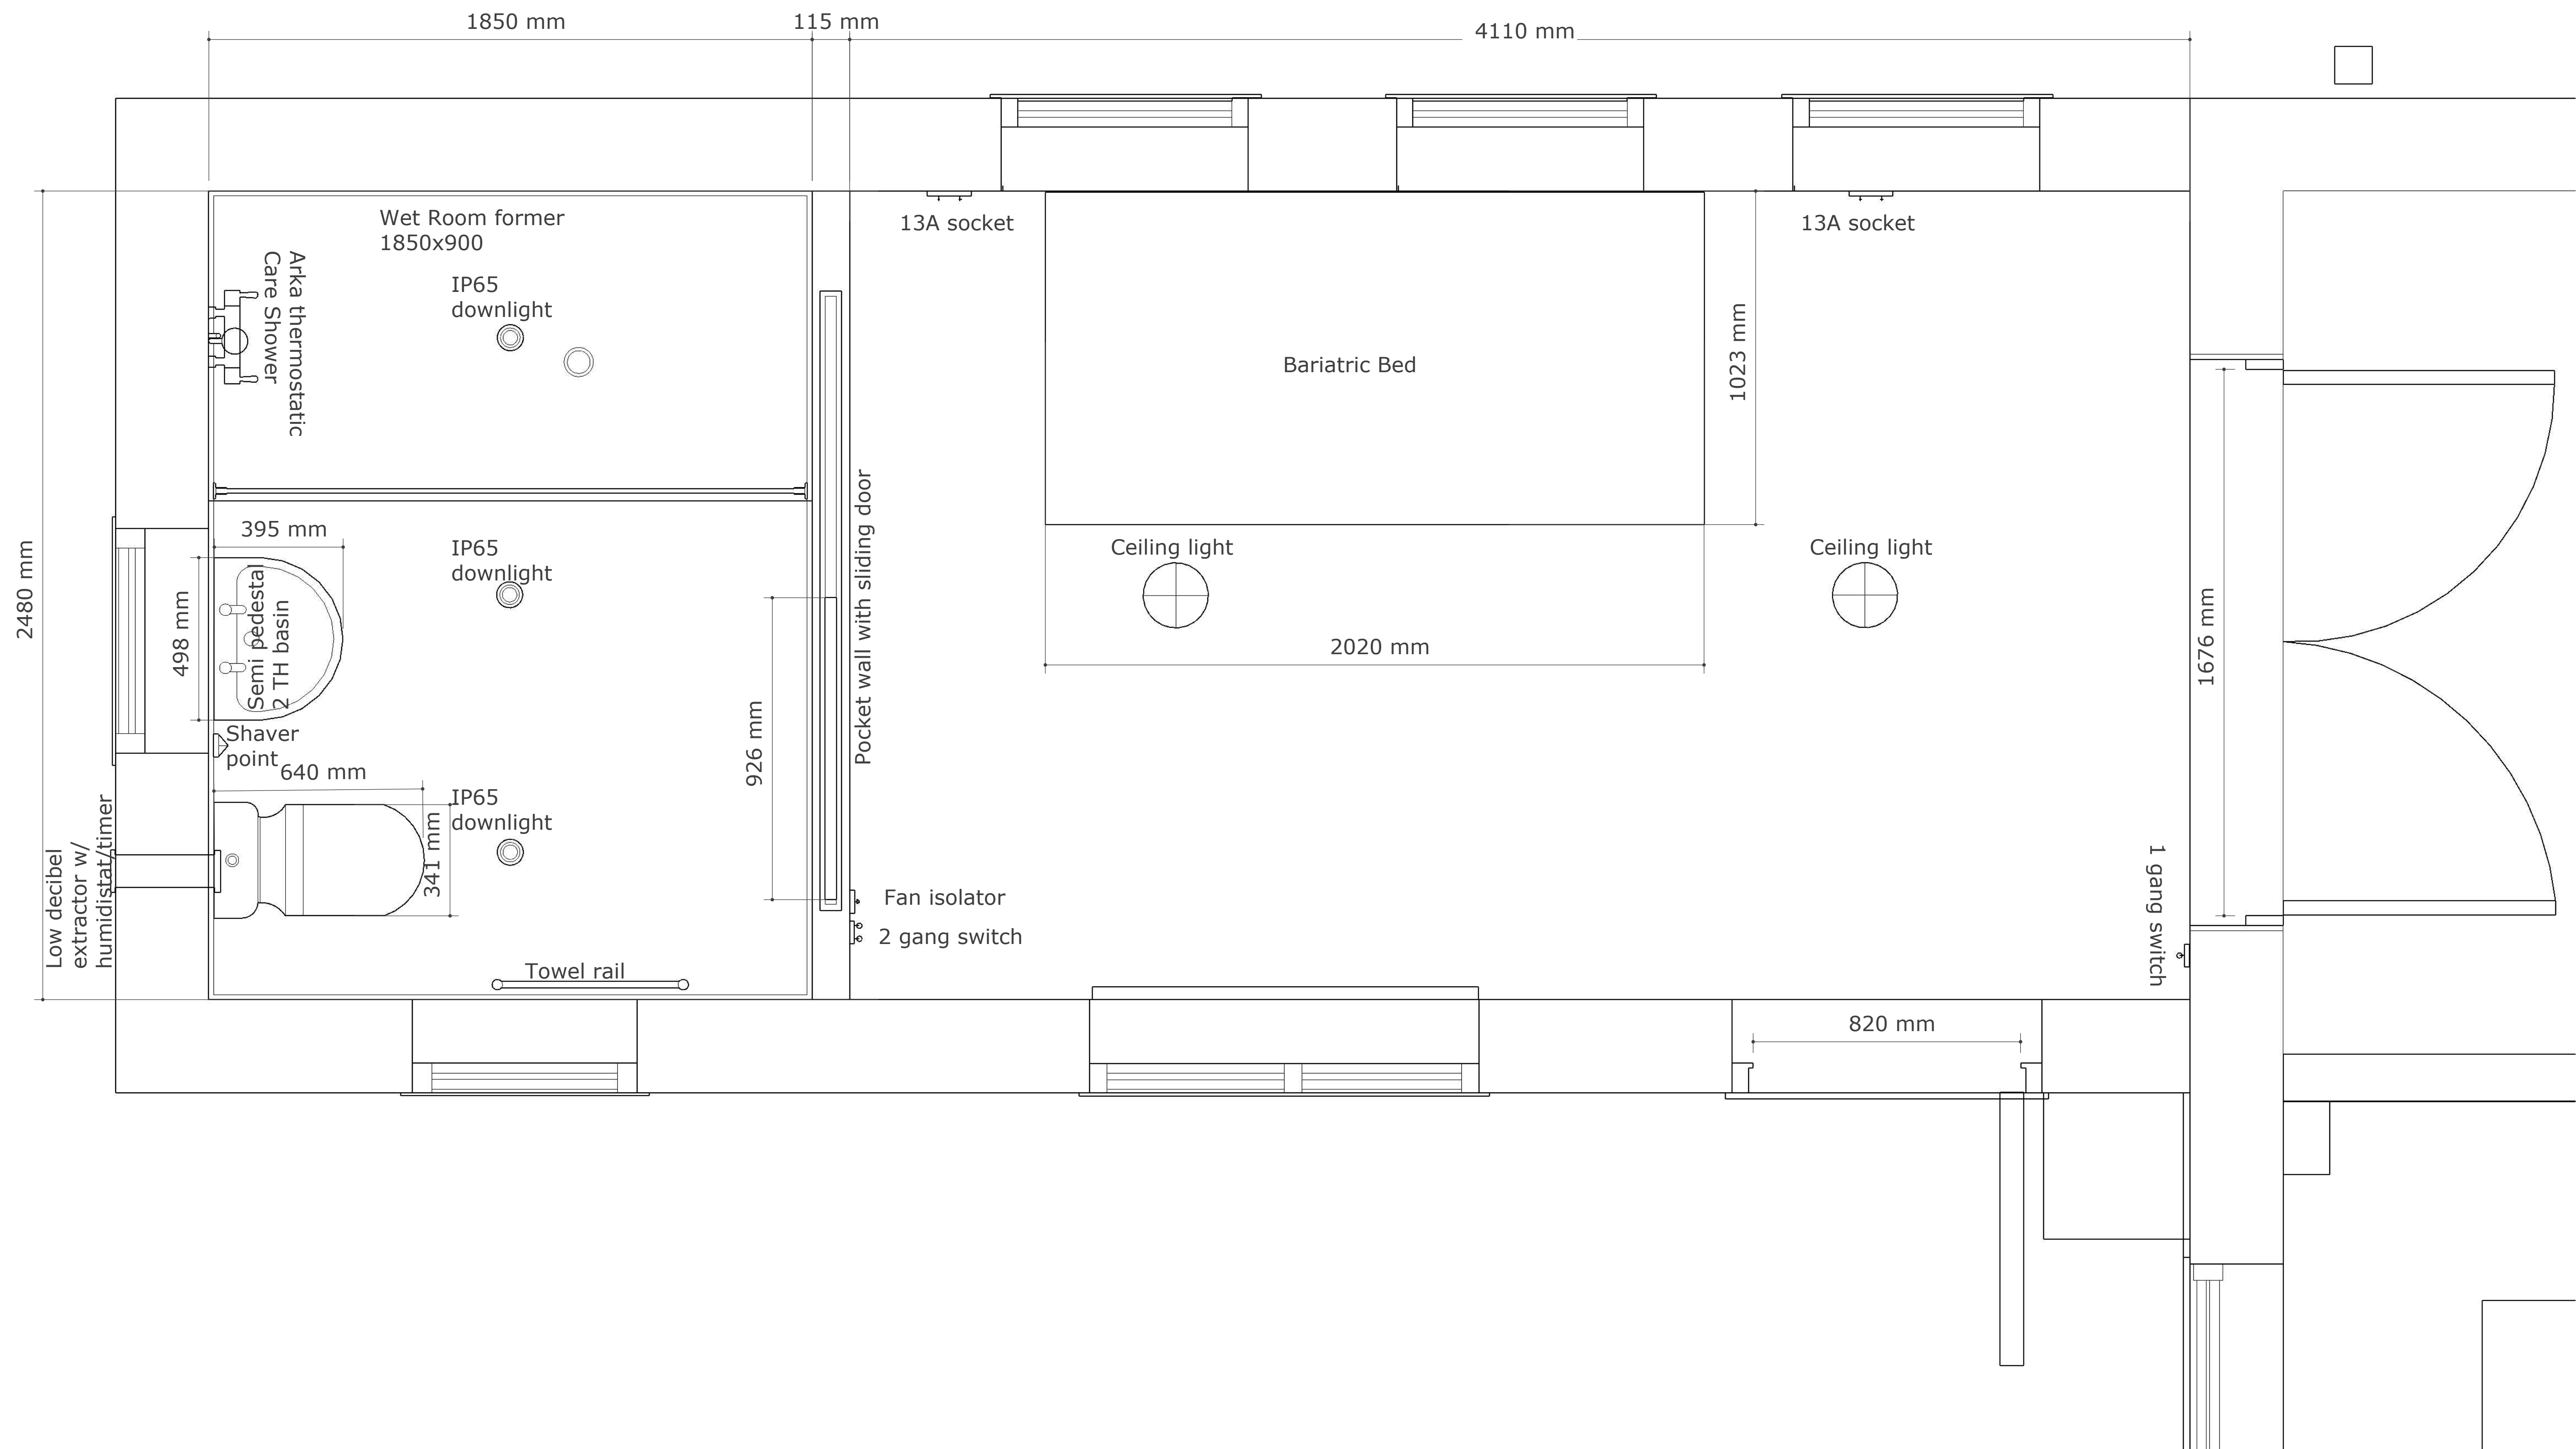 1850 mm
115 mm
4110 mm
Wet Room former
1850x900
13A socket
13A socket
Arka thermostatic
Care Shower
IP65
downlight
Bariatric Bed
1023 mm
2480 mm
395 mm
IP65
downlight
498 mm
Semi pedestal
2 TH basin
Pocket wall with sliding door
Ceiling light
Ceiling light
2020 mm
1676 mm
Shaver
point
926 mm
640 mm
341 mm
IP65
downlight
Low decibel
extractor w/
humidistat/timer
Fan isolator
2 gang switch
1 gang switch
Towel rail
820 mm